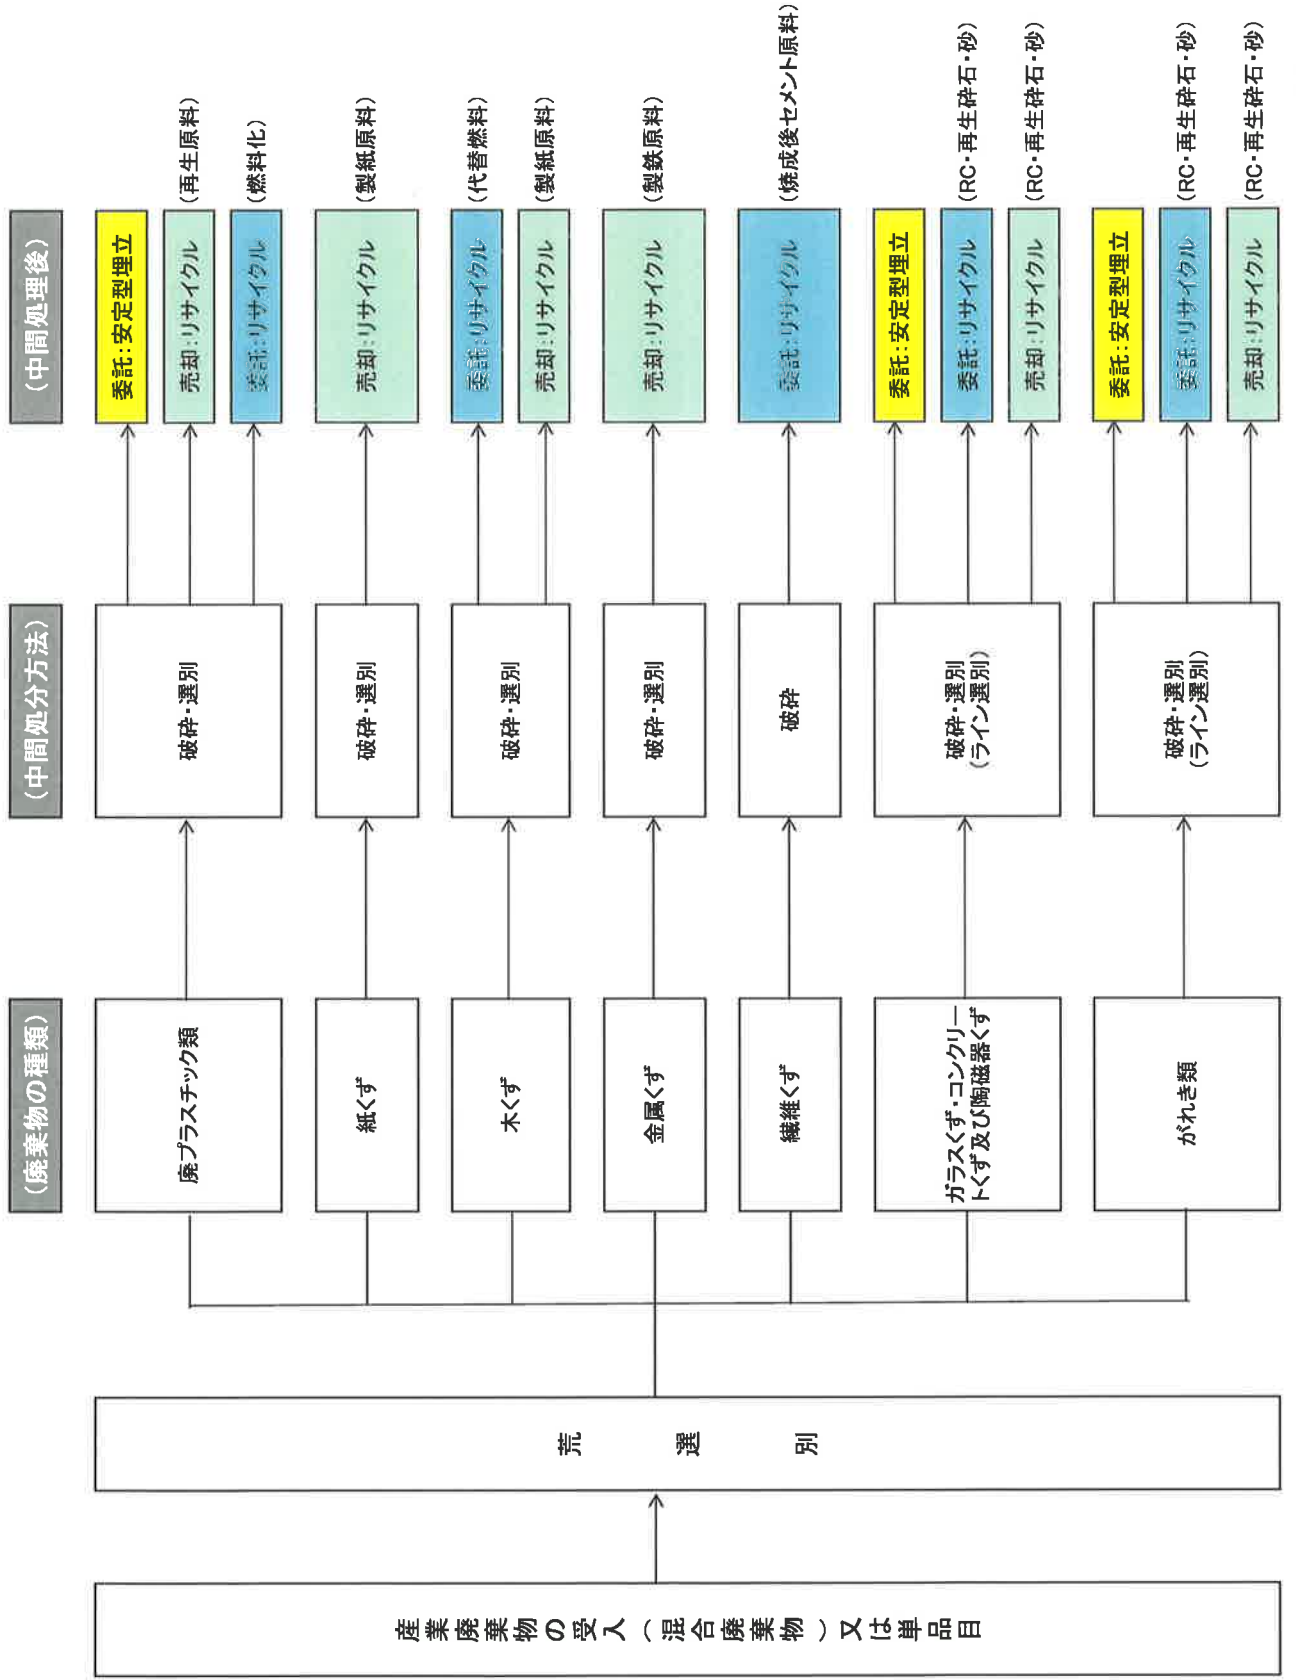 産業廃棄物の受入(混合廃棄物)又は単品目
荒選別
(廃棄物の種類)
(中間処分方法)
(中間処理後)
廃プラスチック類
破砕・選別
委託:安定型埋立
売却:リサイクル
(再生原料)
委託:リサイクル
(燃料化)
紙くず
破砕・選別
売却:リサイクル
(製紙原料)
木くず
破砕・選別
委託:リサイクル
(代替燃料)
売却:リサイクル
(製紙原料)
金属くず
破砕・選別
売却:リサイクル
(製鉄原料)
繊維くず
破砕
委託:リサイクル
(焼成後セメント原料)
ガラスくず・コンクリー
トくず及び陶磁器くず
破砕・選別
(ライン選別)
委託:安定型埋立
委託:リサイクル
(RC・再生砕石・砂)
売却:リサイクル
(RC・再生砕石・砂)
がれき類
破砕・選別
(ライン選別)
委託:安定型埋立
委託:リサイクル
(RC・再生砕石・砂)
売却:リサイクル
(RC・再生砕石・砂)